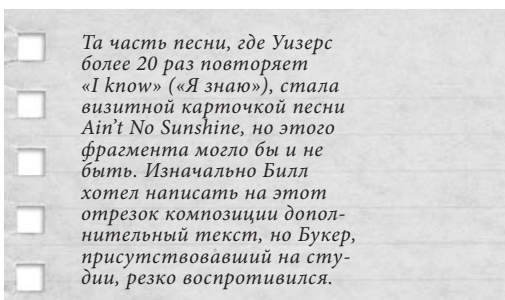 Та часть песни, где Уизерс
более 20 раз повторяет
«I know» («Я знаю»), стала
визитной карточкой песни
Ain’t No Sunshine, но этого
фрагмента могло бы и не
быть. Изначально Билл
хотел написать на этот
отрезок композиции допол-
нительный текст, но Букер,
присутствовавший на сту-
дии, резко воспротивился.